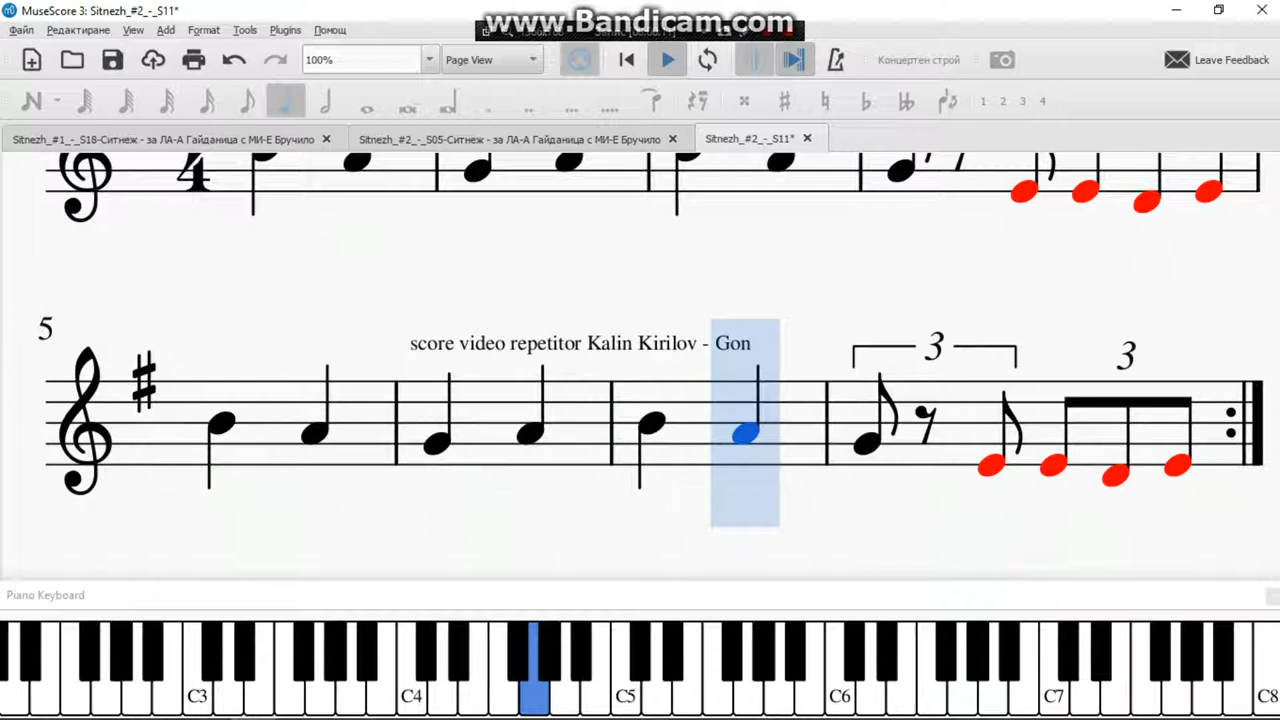 MuseScore 3: Sitnezh_#2_-_S11*
www.Bandicam.com
Файл Редактиране View Add Format Tools Plugins Помощ
100% Page View Концертен строй Leave Feedback
1 2 3 4
Sitnezh_#1_-_S18-Ситнеж - за ЛА-А Гайданица с МИ-Е Бручило Sitnezh_#2_-_S05-Ситнеж - за ЛА-А Гайданица с МИ-Е Бручило Sitnezh_#2_-_S11*
4
5
score video repetitor Kalin Kirilov - Gon
3 3
Piano Keyboard
C3 C4 C5 C6 C7 C8